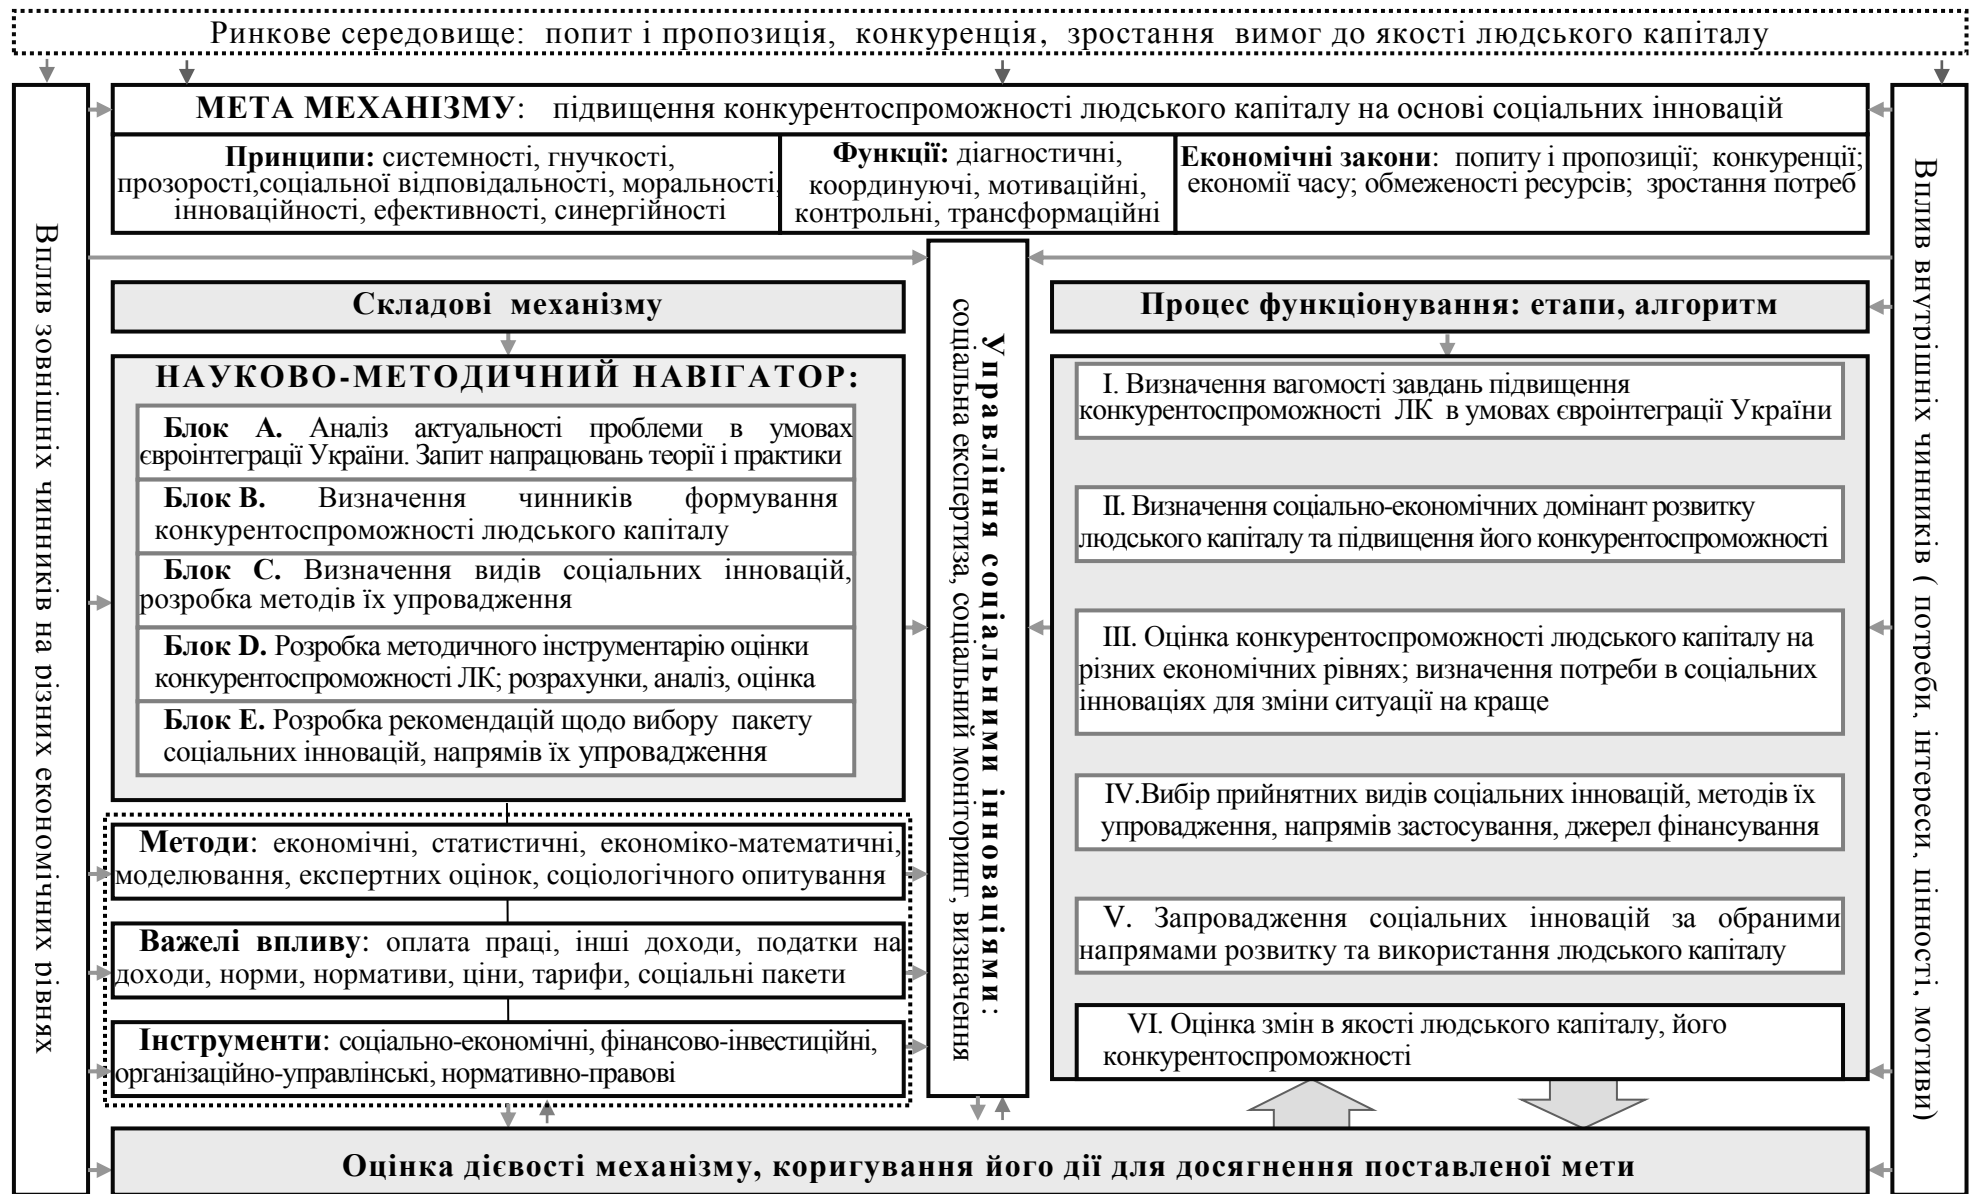 Ринкове середовище: попит і пропозиція, конкуренція, зростання вимог до якості людського капіталу
МЕТА МЕХАНІЗМУ: підвищення конкурентоспроможності людського капіталу на основі соціальних інновацій
Принципи: системності, гнучкості,
прозорості,соціальної відповідальності, моральності,
інноваційності, ефективності, синергійності
Функції: діагностичні,
координуючі, мотиваційні,
контрольні, трансформаційні
Економічні закони: попиту і пропозиції; конкуренції;
економії часу; обмеженості ресурсів; зростання потреб
Вплив зовнішніх чинників на різних економічних рівнях
Складові механізму
НАУКОВО-МЕТОДИЧНИЙ НАВІГАТОР:
Блок А. Аналіз актуальності проблеми в умовах
євроінтеграції України. Запит напрацювань теорії і практики
Блок В. Визначення чинників формування
конкурентоспроможності людського капіталу
Блок С. Визначення видів соціальних інновацій,
розробка методів їх упровадження
Блок D. Розробка методичного інструментарію оцінки
конкурентоспроможності ЛК; розрахунки, аналіз, оцінка
Блок Е. Розробка рекомендацій щодо вибору пакету
соціальних інновацій, напрямів їх упровадження
Методи: економічні, статистичні, економіко-математичні,
моделювання, експертних оцінок, соціологічного опитування
Важелі впливу: оплата праці, інші доходи, податки на
доходи, норми, нормативи, ціни, тарифи, соціальні пакети
Інструменти: соціально-економічні, фінансово-інвестиційні,
організаційно-управлінські, нормативно-правові
Управління соціальними інноваціями:
соціальна експертиза, соціальний моніторинг, визначення
Процес функціонування: етапи, алгоритм
І. Визначення вагомості завдань підвищення
конкурентоспроможності ЛК в умовах євроінтеграції України
ІІ. Визначення соціально-економічних домінант розвитку
людського капіталу та підвищення його конкурентоспроможності
ІІІ. Оцінка конкурентоспроможності людського капіталу на
різних економічних рівнях; визначення потреби в соціальних
інноваціях для зміни ситуації на краще
IV.Вибір прийнятних видів соціальних інновацій, методів їх
упровадження, напрямів застосування, джерел фінансування
V. Запровадження соціальних інновацій за обраними
напрямами розвитку та використання людського капіталу
VI. Оцінка змін в якості людського капіталу, його
конкурентоспроможності
Вплив внутрішніх чинників ( потреби, інтереси, цінності, мотиви)
Оцінка дієвості механізму, коригування його дії для досягнення поставленої мети